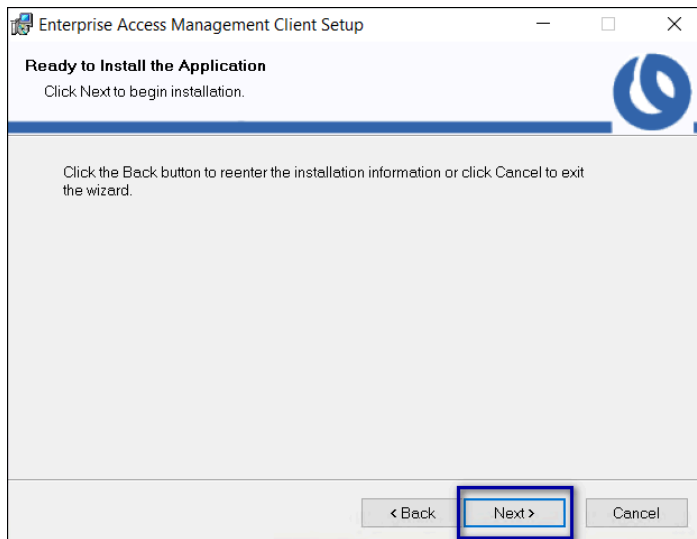 Enterprise Access Management Client Setup
Ready to Install the Application
Click Next to begin installation.
Click the Back button to reenter the installation information or click Cancel to exit
the wizard.
< Back
Next >
Cancel